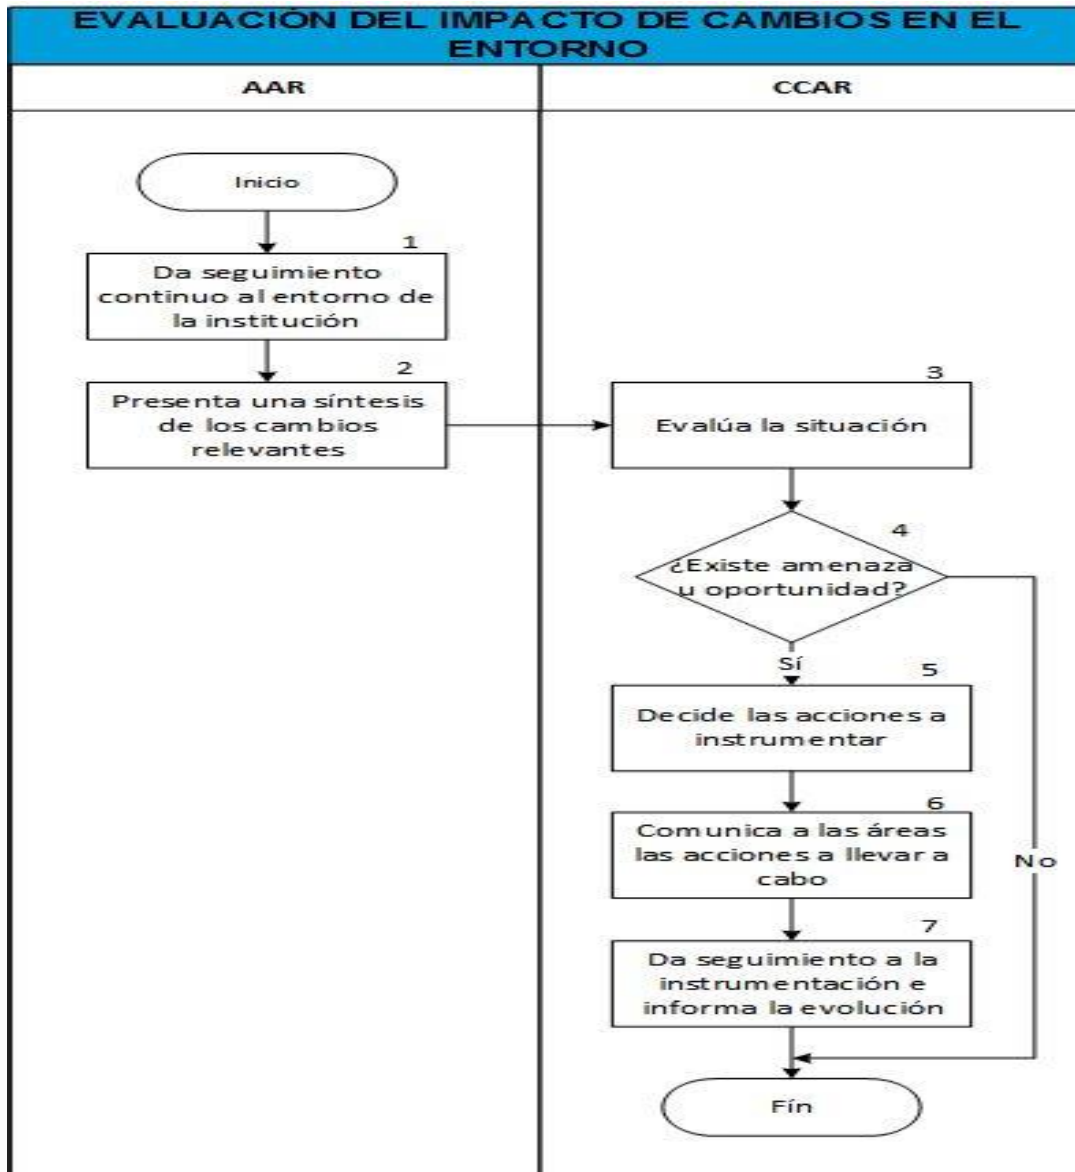 EVALUACIÓN DEL IMPACTO DE CAMBIOS EN EL
ENTORNO
AAR
CCAR
Inicio
1
Da seguimiento
continuo al entorno de
la institución
2
Presenta una síntesis
de los cambios
relevantes
3
Evalúa la situación
4
¿Existe amenaza
u oportunidad?
Sí
5
Decide las acciones a
instrumentar
6
Comunica a las áreas
las acciones a llevar a
cabo
No
7
Da seguimiento a la
instrumentación e
informa la evolución
Fín